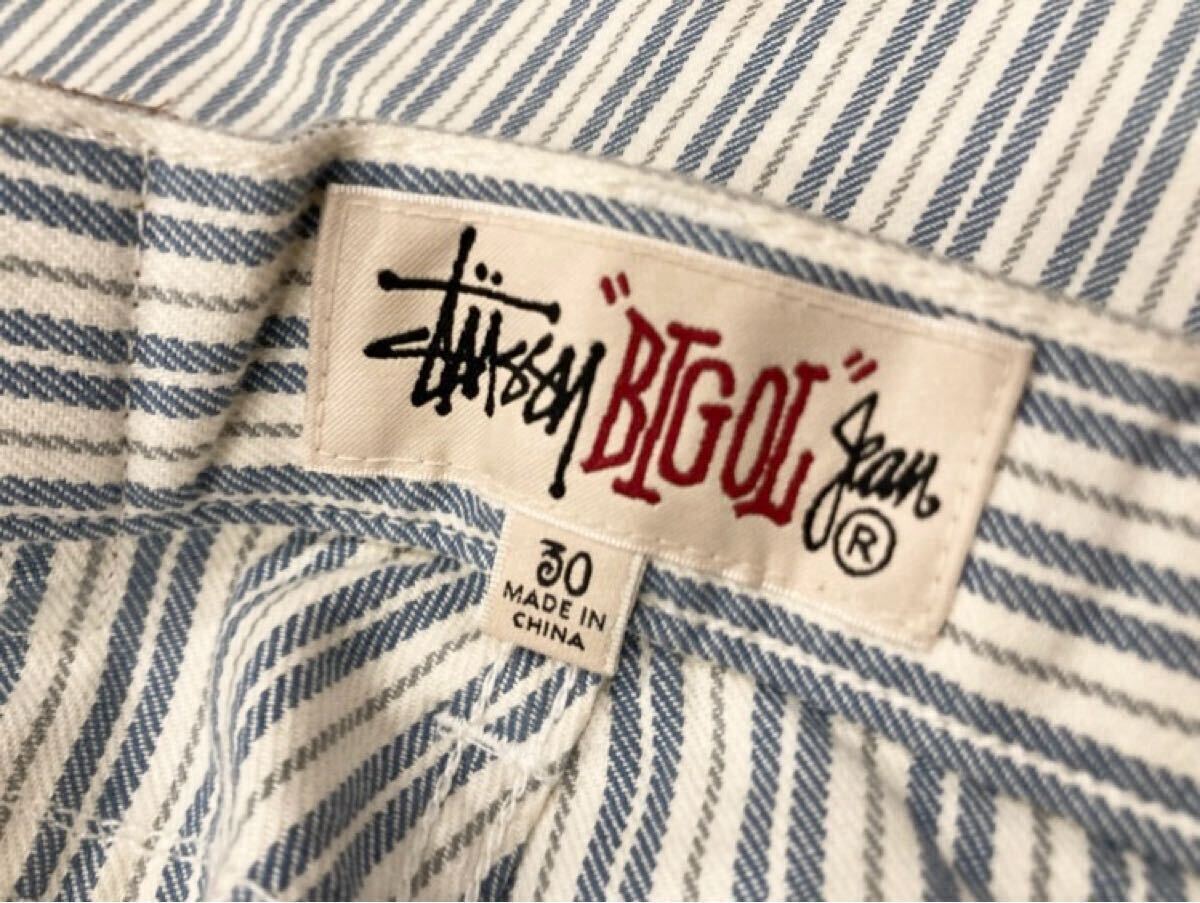 Stüssy "BIG OL" Jean ®
30
MADE IN
CHINA